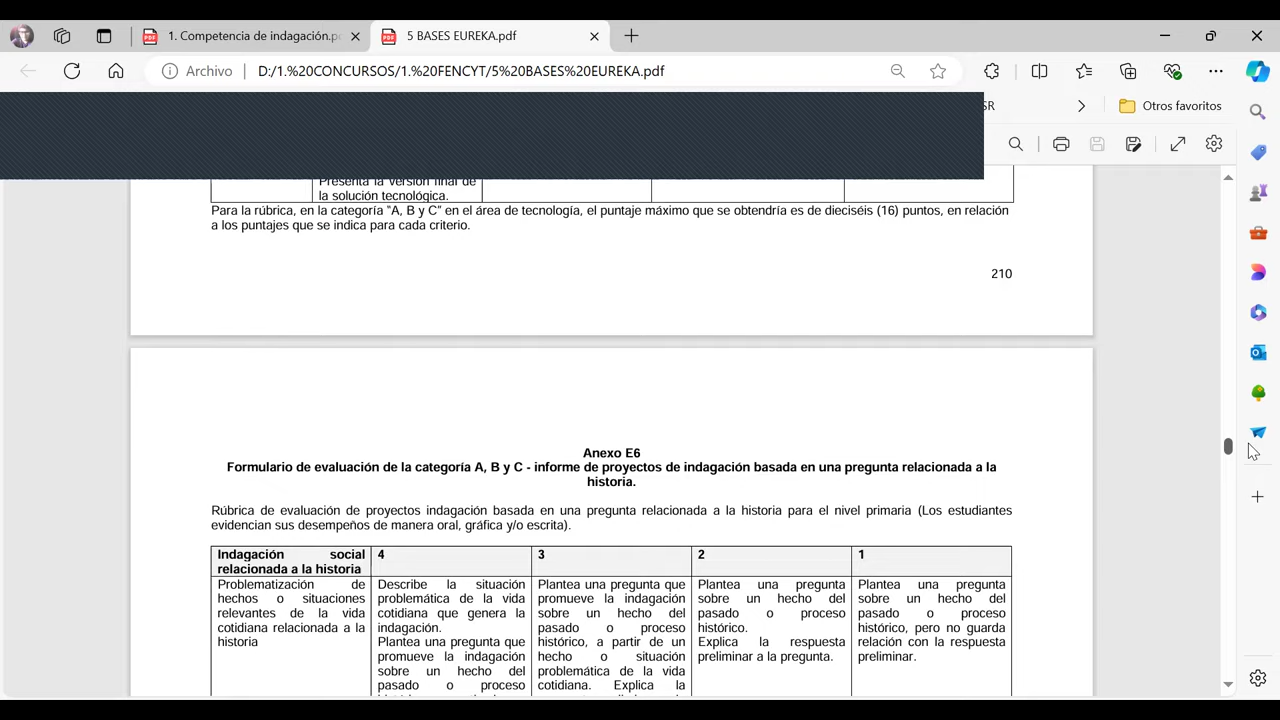 1. Competencia de indagación.p
5 BASES EUREKA.pdf
Archivo
D:/1.%20CONCURSOS/1.%20FENCYT/5%20BASES%20EUREKA.pdf
SR
Otros favoritos
Presenta la versión final de
la solución tecnológica.
Para la rúbrica, en la categoría “A, B y C” en el área de tecnología, el puntaje máximo que se obtendría es de dieciséis (16) puntos, en relación
a los puntajes que se indica para cada criterio.
210
Anexo E6
Formulario de evaluación de la categoría A, B y C - informe de proyectos de indagación basada en una pregunta relacionada a la
historia.
Rúbrica de evaluación de proyectos indagación basada en una pregunta relacionada a la historia para el nivel primaria (Los estudiantes
evidencian sus desempeños de manera oral, gráfica y/o escrita).
Indagación social
relacionada a la historia
4
3
2
1
Problematización de
hechos o situaciones
relevantes de la vida
cotidiana relacionada a la
historia
Describe la situación
problemática de la vida
cotidiana que genera la
indagación.
Plantea una pregunta que
promueve la indagación
sobre un hecho del
pasado o proceso
Plantea una pregunta que
promueve la indagación
sobre un hecho del
pasado o proceso
histórico, a partir de un
hecho o situación
problemática de la vida
cotidiana. Explica la
Plantea una pregunta
sobre un hecho del
pasado o proceso
histórico.
Explica la respuesta
preliminar a la pregunta.
Plantea una pregunta
sobre un hecho del
pasado o proceso
histórico, pero no guarda
relación con la respuesta
preliminar.